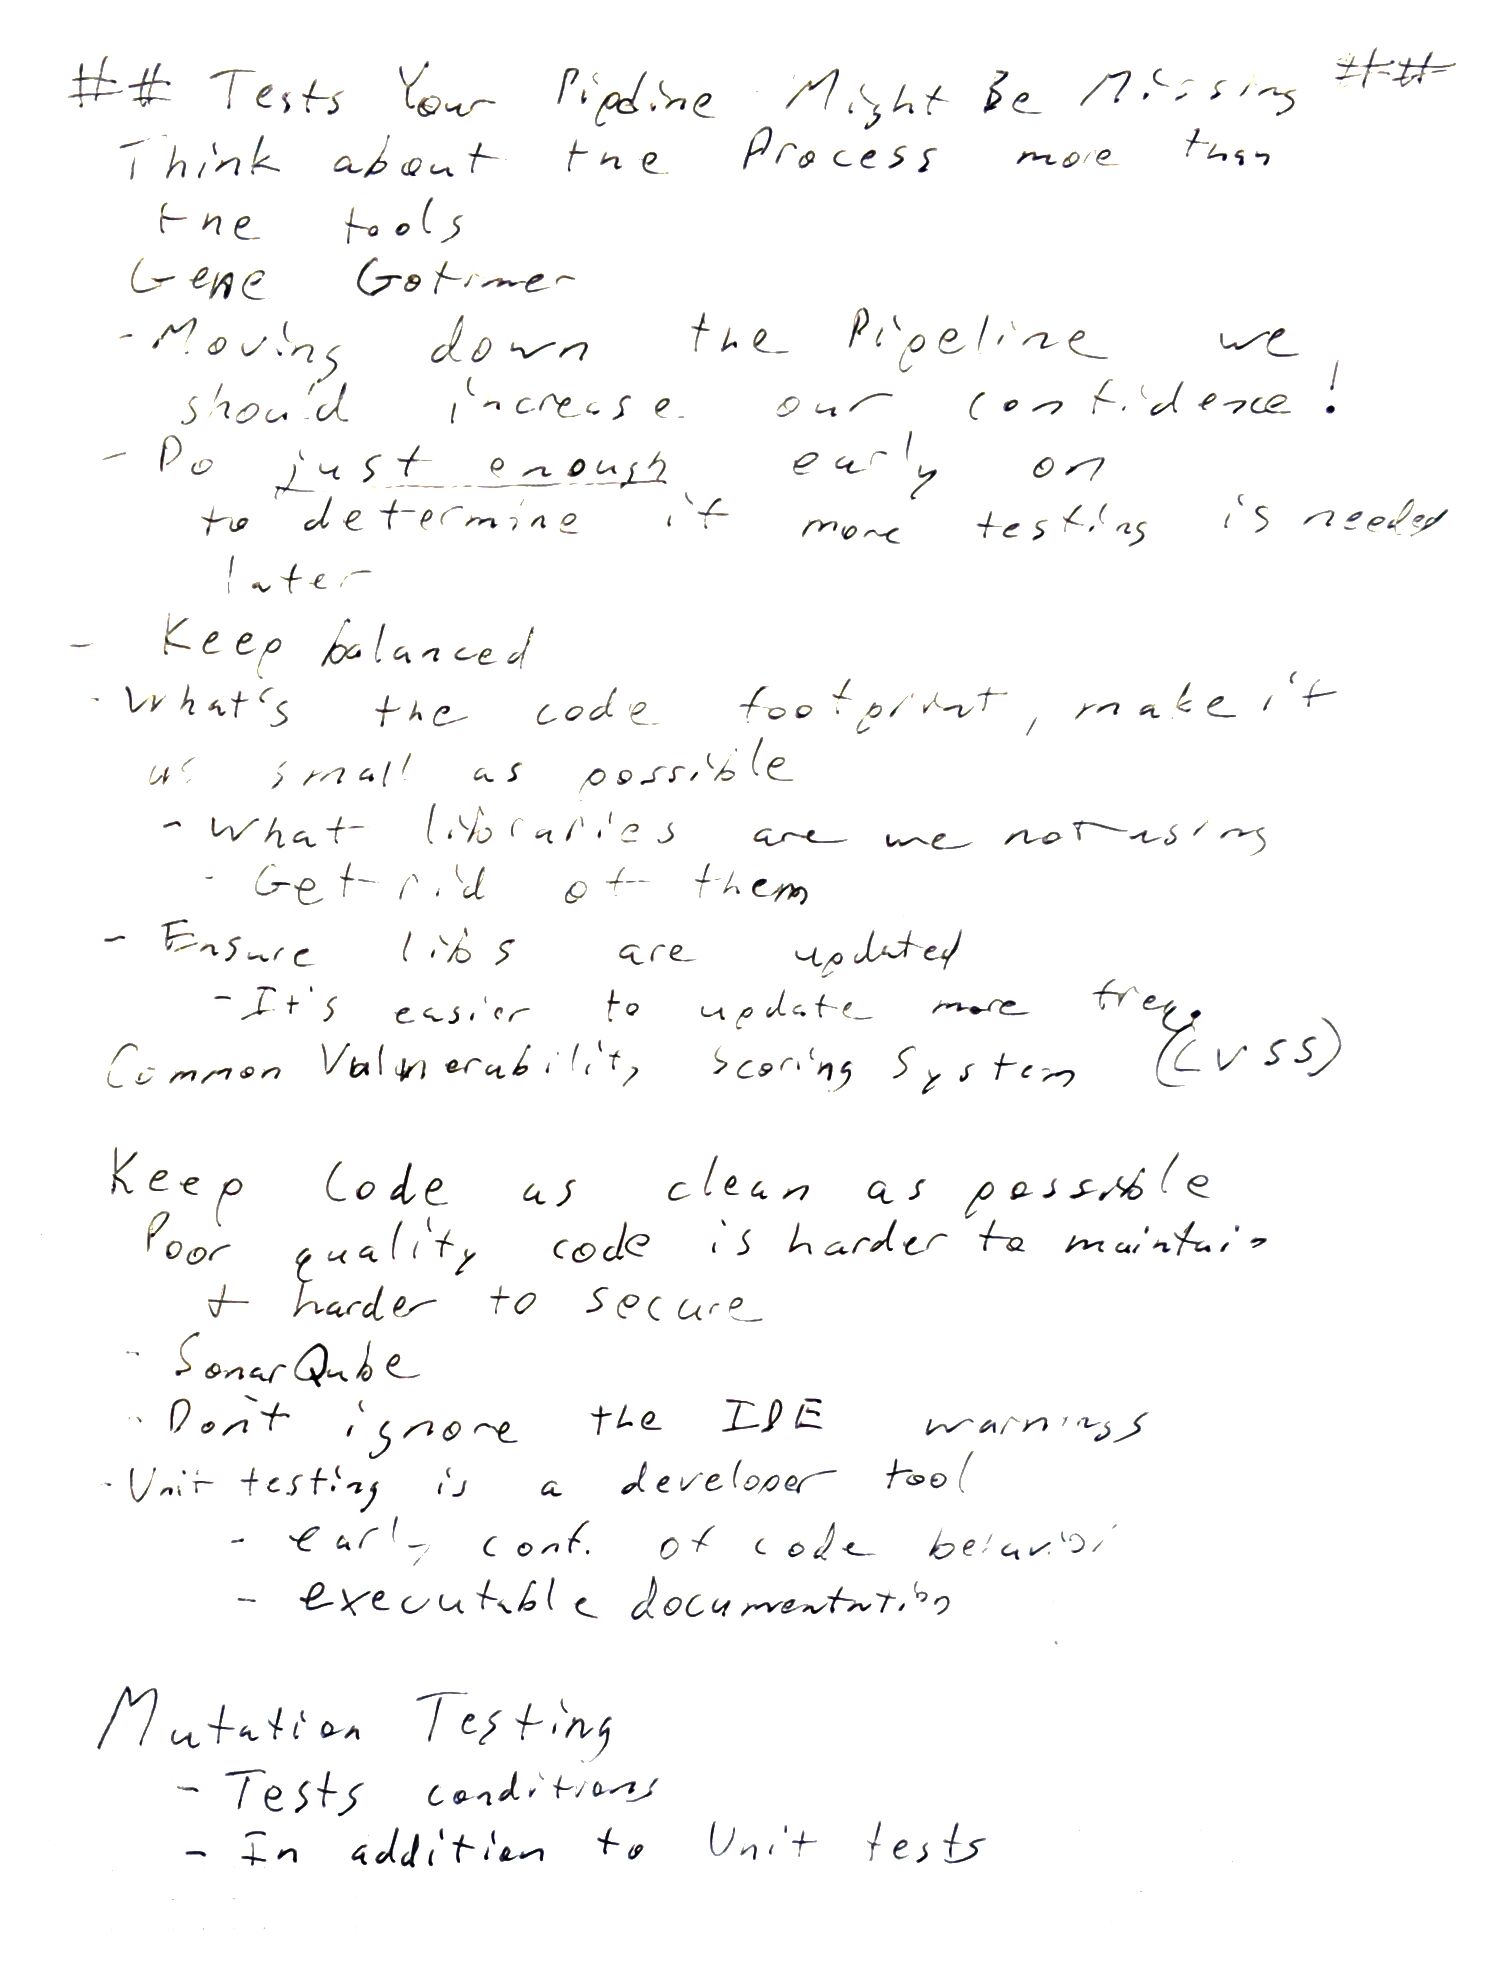 ## Tests Your Pipeline Might Be Missing ##
Think about the Process more than
the tools
Gene Gotimer
- Moving down the Pipeline we
should increase our confidence!
- Do just enough early on
to determine if more testing is needed
later
- Keep balanced
- What's the code footprint, make it
as small as possible
- What libraries are we not using
- Get rid of them
- Ensure libs are updated
- It's easier to update more freq.
Common Vulnerability Scoring System (CVSS)
Keep Code as clean as possible
Poor quality code is harder to maintain
+ harder to secure
- SonarQube
- Don't ignore the IDE warnings
- Unit testing is a developer tool
- early conf. of code behavior
- executable documentation
Mutation Testing
- Tests conditions
- In addition to Unit tests